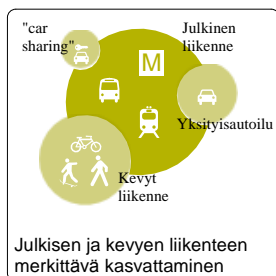 "car
sharing"
Julkinen
liikenne
M
Yksityisautoilu
Kevyt
liikenne
Julkisen ja kevyen liikenteen
merkittävä kasvattaminen